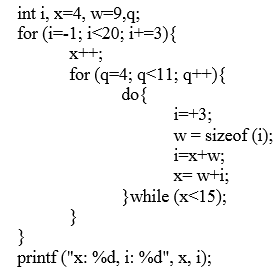 int i, x=4, w=9,q;
for (i=-1; i<20; i+=3){
x++;
for (q=4; q<11; q++){
do{
i=+3;
w = sizeof (i);
i=x+w;
x= w+i;
}while (x<15);
}
}
printf ("x: %d, i: %d", x, i);